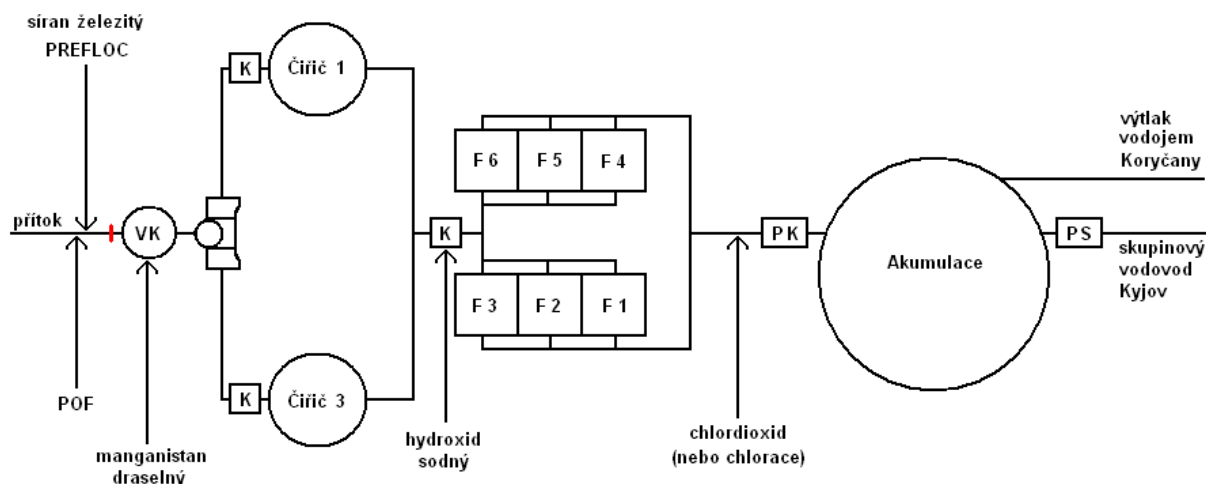 síran železitý
PREFLOC
K
Čiřič 1
F 6
F 5
F 4
výtlak
vodojem
Koryčany
přítok
VK
K
PK
Akumulace
PS
skupinový
vodovod
Kyjov
F 3
F 2
F 1
POF
K
Čiřič 3
manganistan
draselný
hydroxid
sodný
chlordioxid
(nebo chlorace)